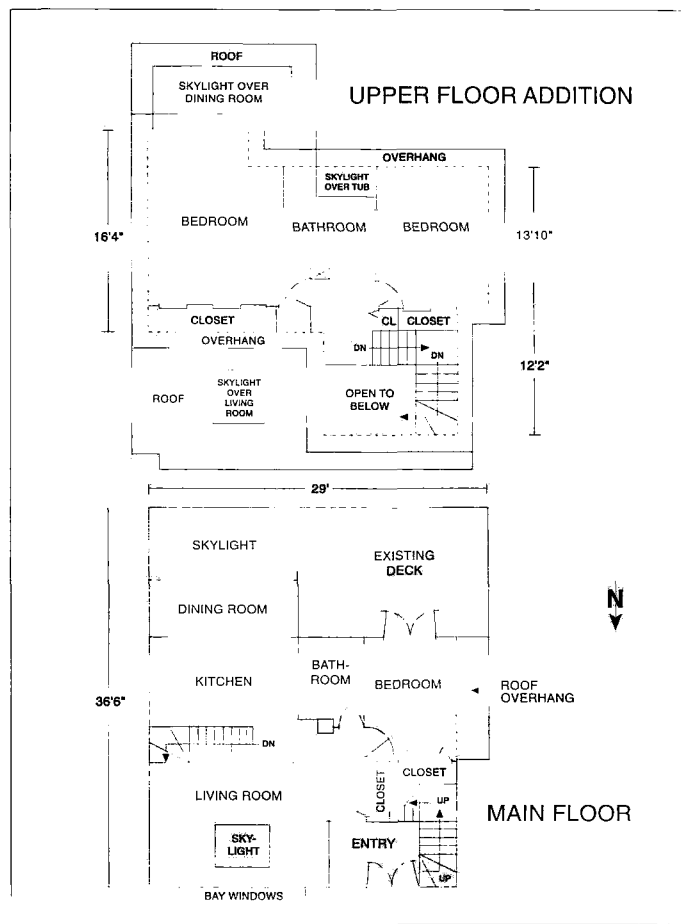 ROOF
SKYLIGHT OVER
DINING ROOM
UPPER FLOOR ADDITION
OVERHANG
SKYLIGHT
OVER TUB
BEDROOM
BATHROOM
BEDROOM
16'4"
13'10"
CLOSET
CL
CLOSET
OVERHANG
DN
DN
12'2"
SKYLIGHT
OVER
LIVING
ROOM
ROOF
OPEN TO
BELOW
29'
SKYLIGHT
EXISTING
DECK
DINING ROOM
N
BATH-
ROOM
KITCHEN
BEDROOM
ROOF
OVERHANG
36'6"
DN
CLOSET
CLOSET
LIVING ROOM
UP
MAIN FLOOR
SKY-
LIGHT
ENTRY
UP
BAY WINDOWS